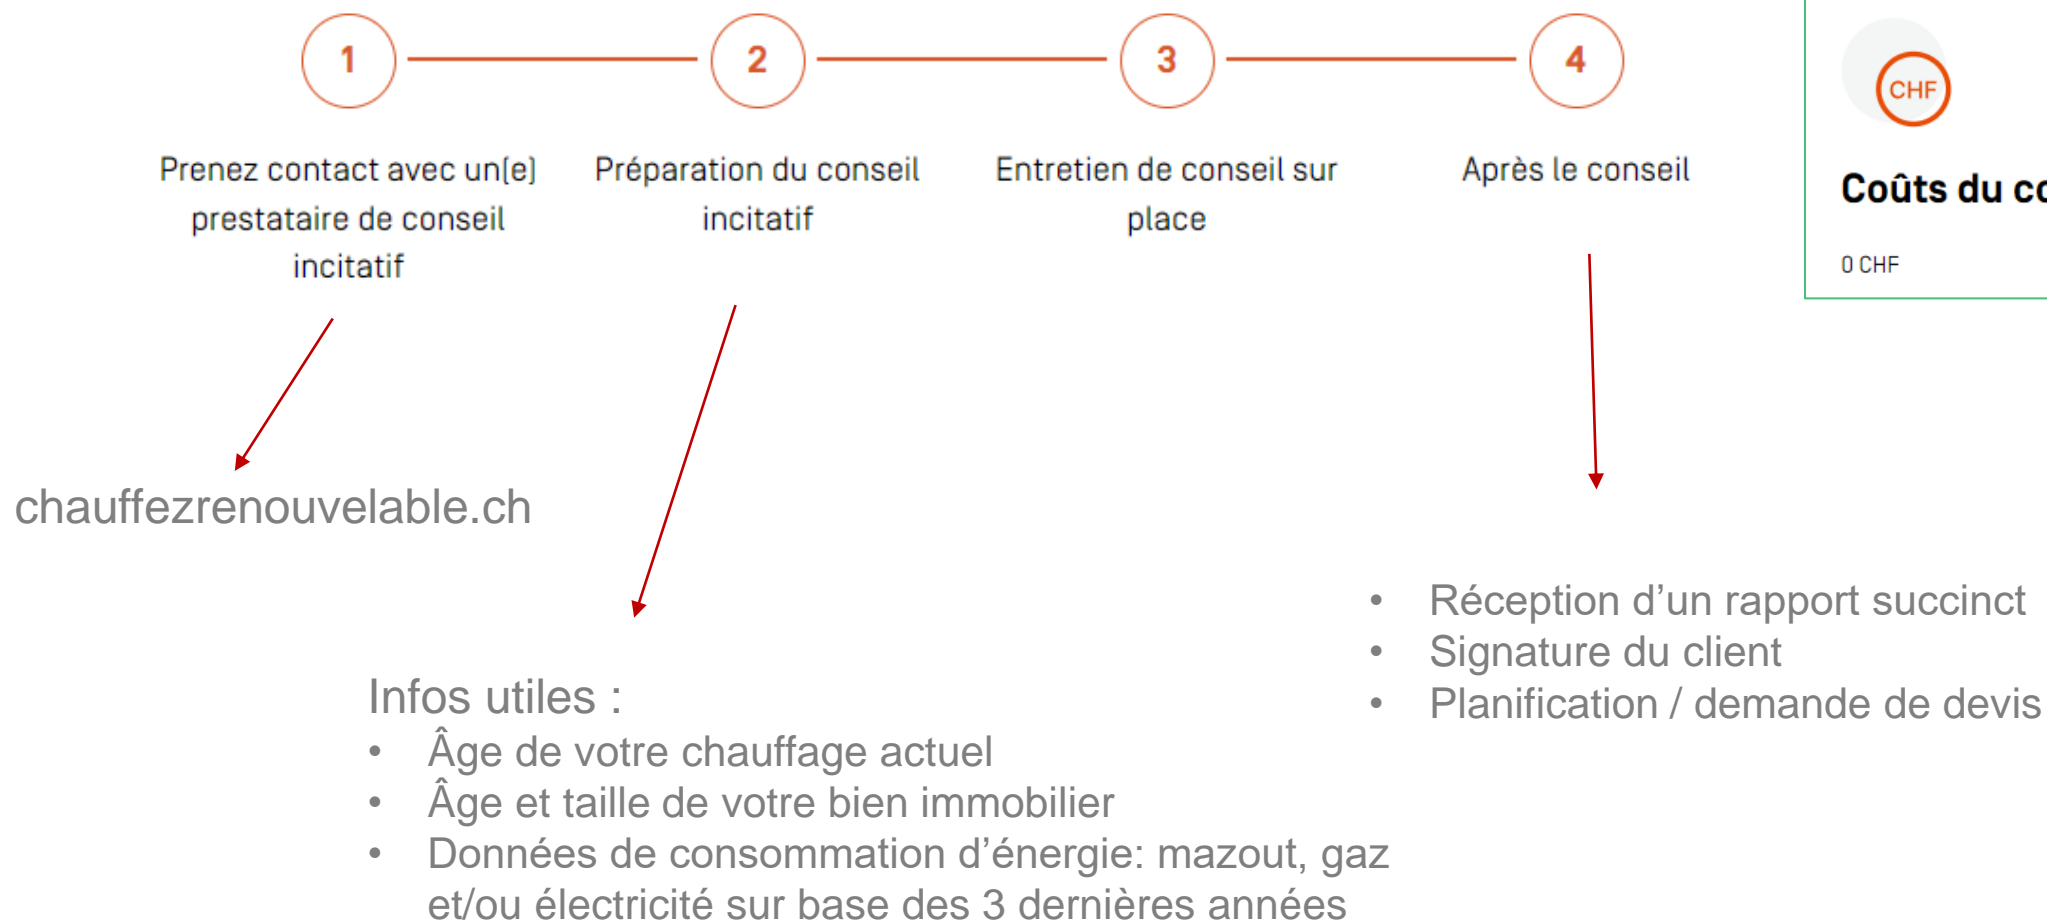 1
2
3
4
Prenez contact avec un(e)
prestataire de conseil
incitatif
Préparation du conseil
incitatif
Entretien de conseil sur
place
Après le conseil
CHF
Coûts du
0 CHF
chauffezrenouvelable.ch
Infos utiles :
• Âge de votre chauffage actuel
• Âge et taille de votre bien immobilier
• Données de consommation d’énergie: mazout, gaz
et/ou électricité sur base des 3 dernières années
• Réception d’un rapport succinct
• Signature du client
• Planification / demande de devis